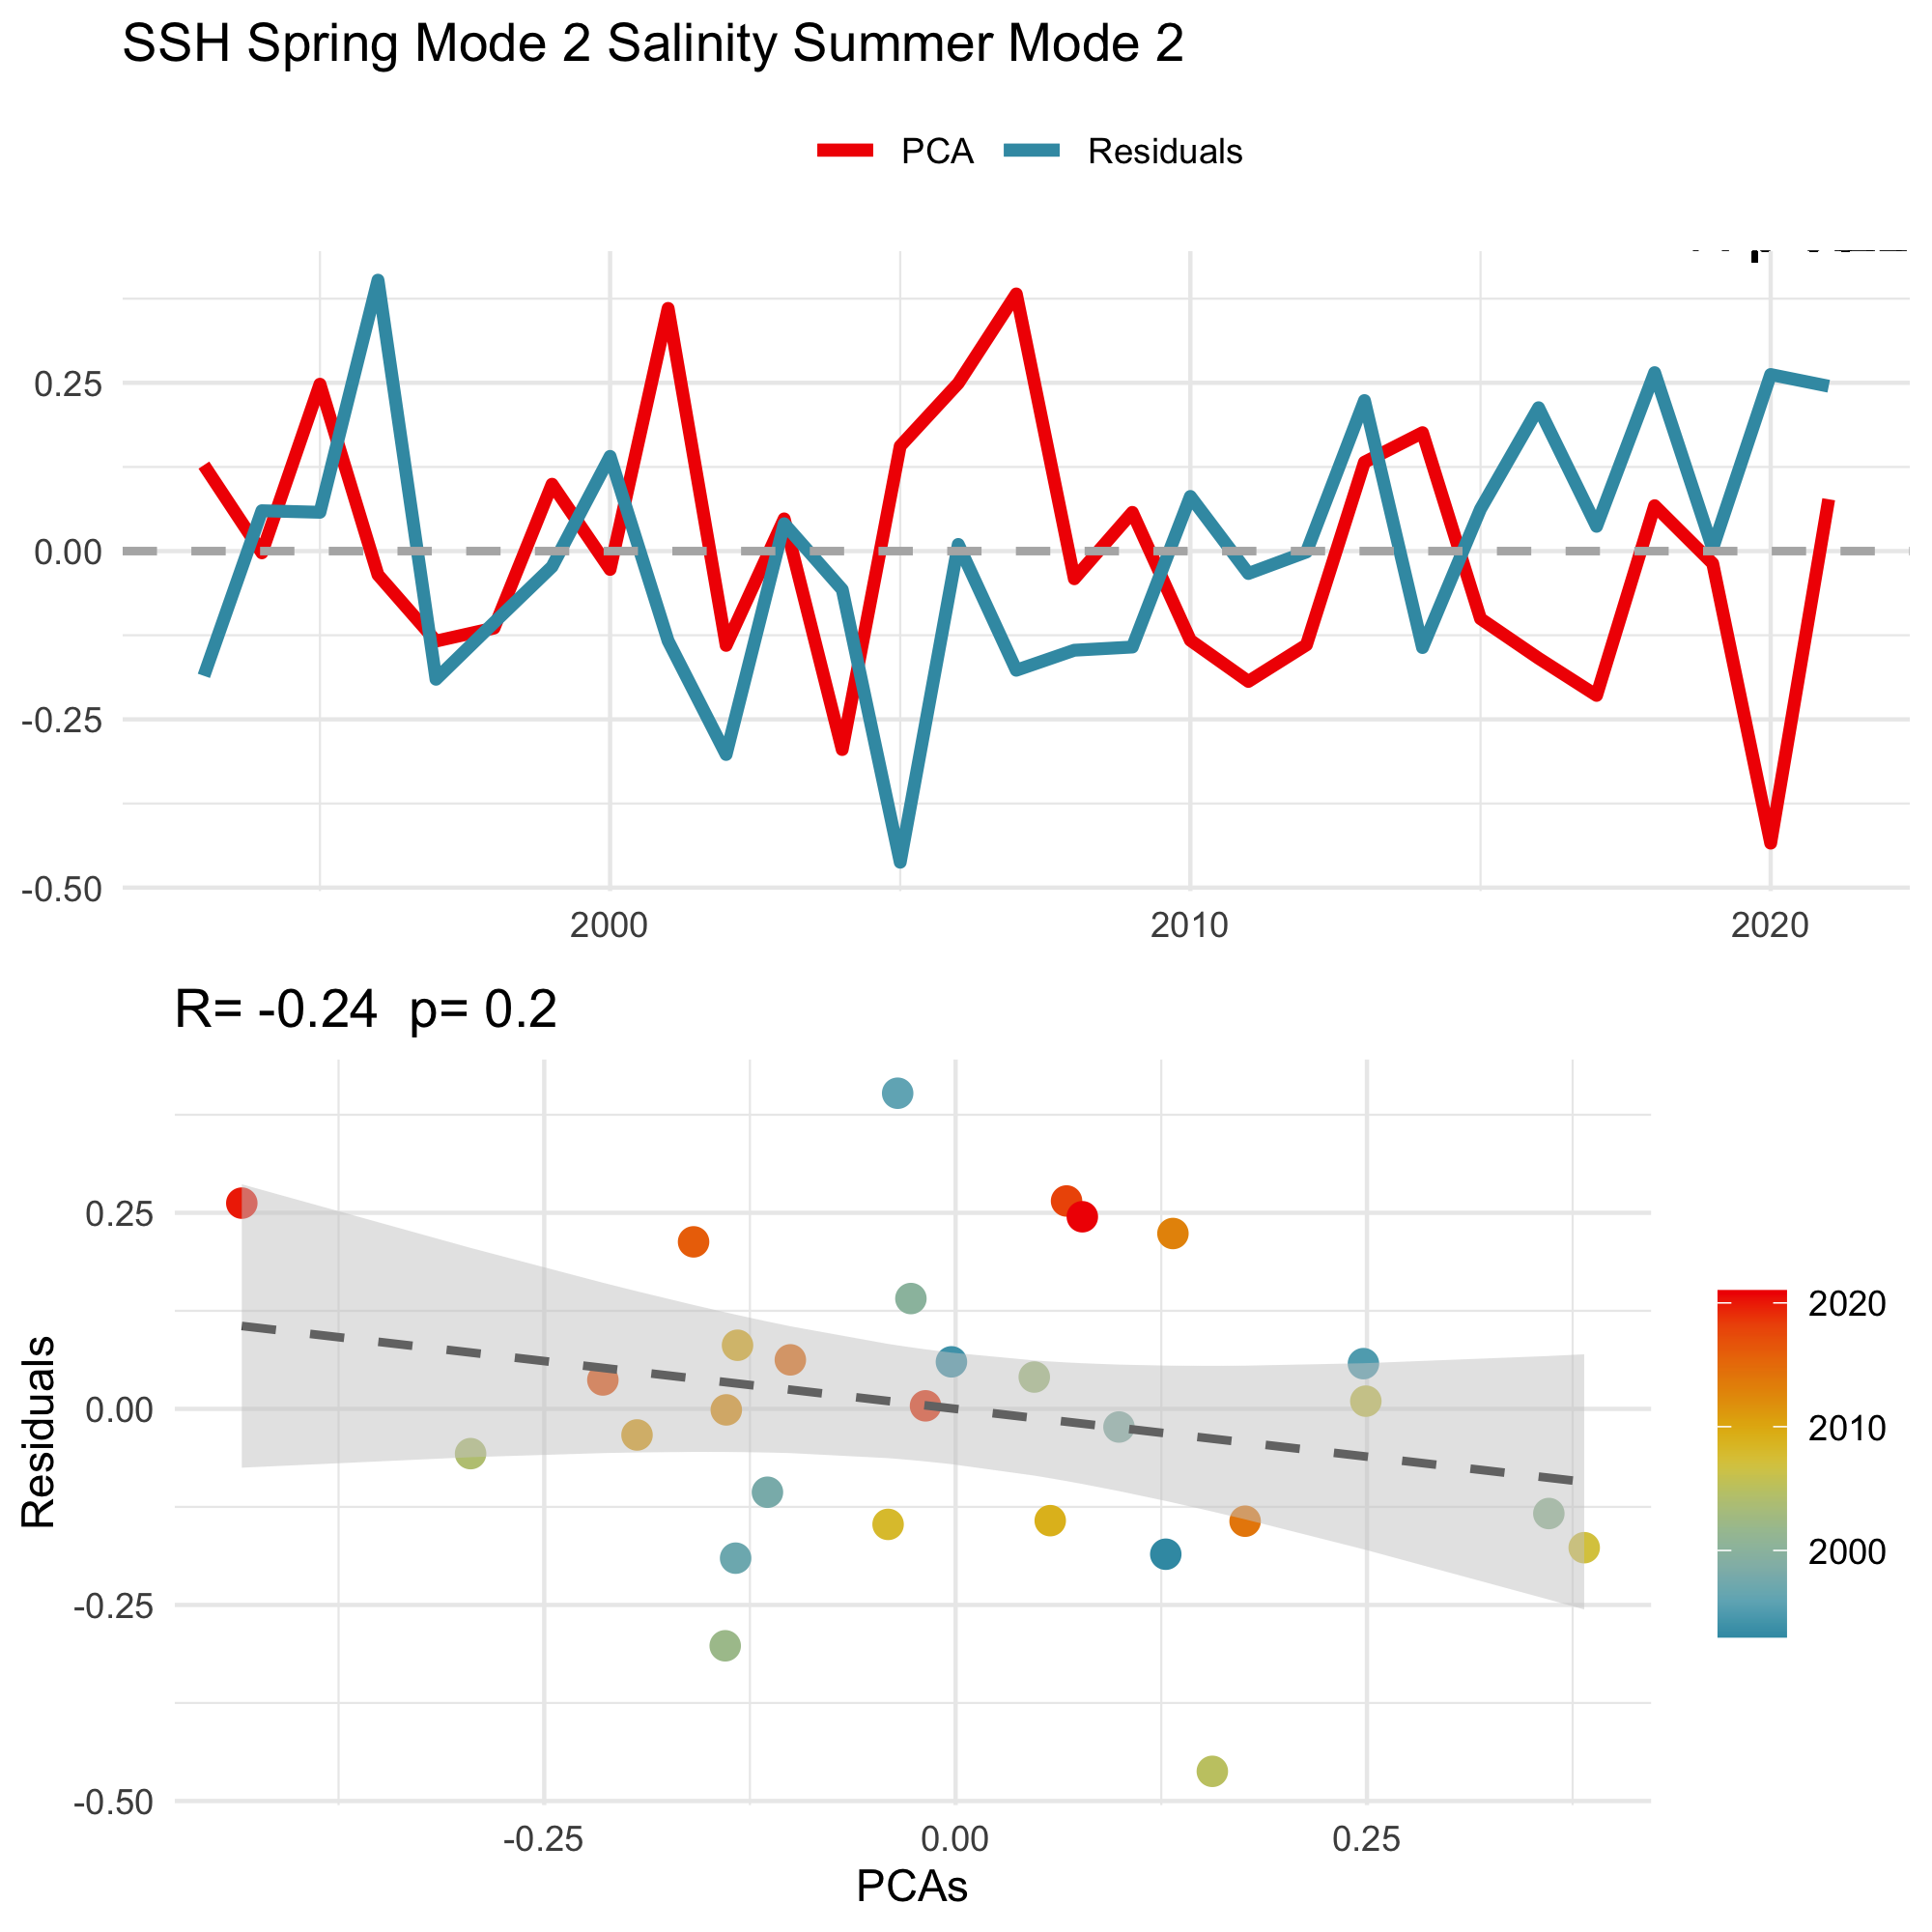 SSH Spring Mode 2 Salinity Summer Mode 2
PCA Residuals
0.25
0.00
-0.25
-0.50
2000 2010 2020
R= -0.24 p= 0.2
Residuals
0.25
0.00
-0.25
-0.50
-0.25 0.00 0.25
PCAs
2020
2010
2000